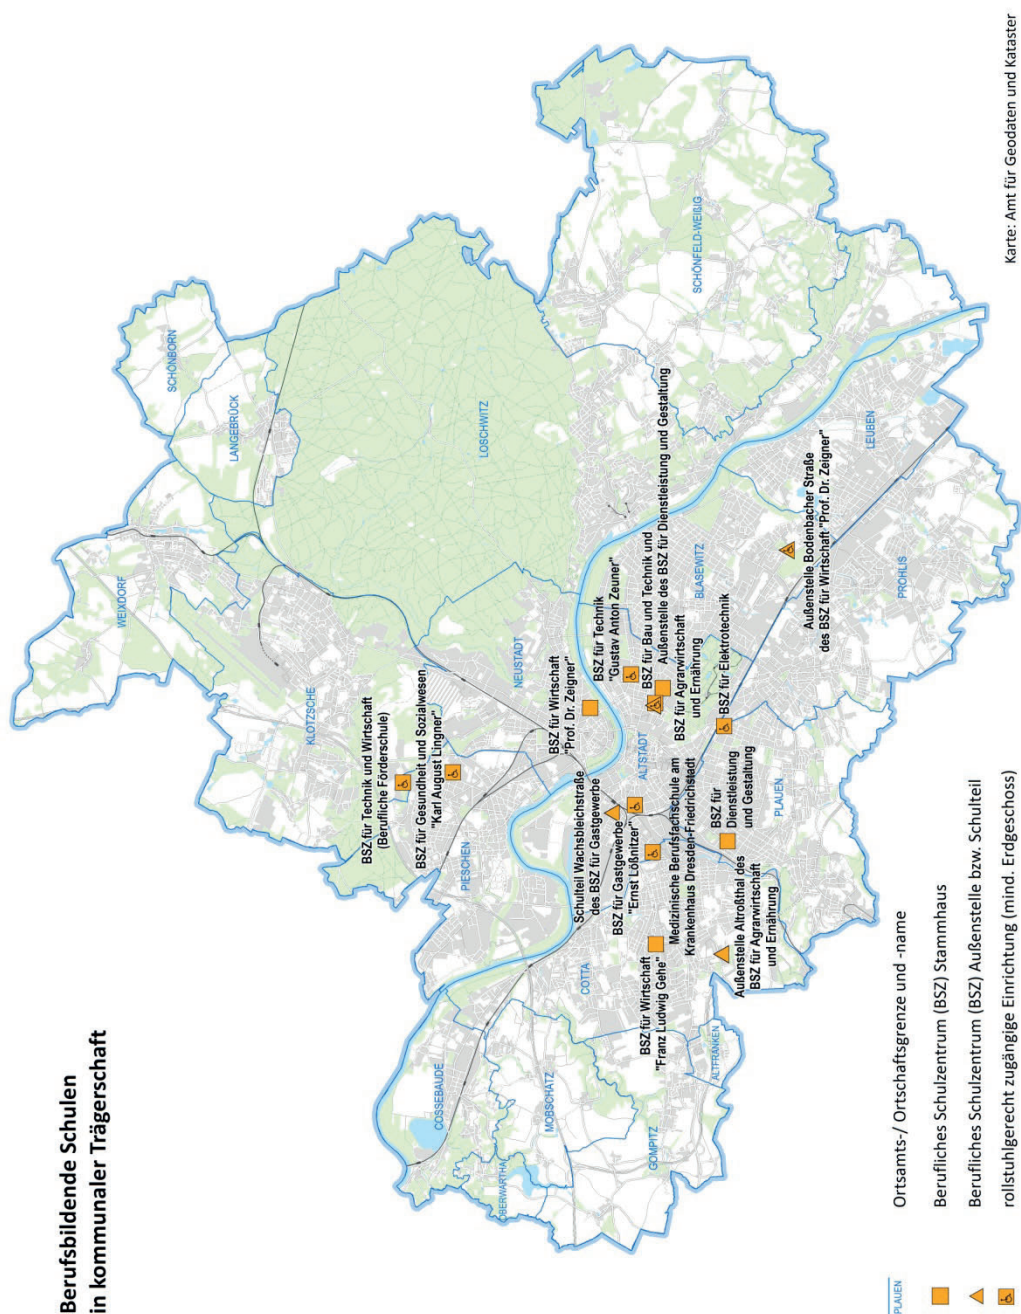 Berufsbildende Schulen
in kommunaler Trägerschaft
WEIXDORF
SCHÖNBORN
LANGEBRÜCK
KLOTZSCHE
LOSCHWITZ
SCHÖNFELD-WEIßIG
PIESCHEN
NEUSTADT
COSSEBAUDE
OBERWARTHA
MOBSCHATZ
GOMPITZ
ALTFRANKEN
COTTA
ALTSTADT
BLASEWITZ
PLAUEN
PROHLIS
LEUBEN
BSZ für Technik und Wirtschaft
(Berufliche Förderschule)
BSZ für Gesundheit und Sozialwesen
"Karl August Lingner"
BSZ für Wirtschaft
"Prof. Dr. Zeigner"
BSZ für Technik
"Gustav Anton Zeuner"
BSZ für Bau und Technik und
Außenstelle des BSZ für Dienstleistung und Gestaltung
BSZ für Agrarwirtschaft
und Ernährung
BSZ für Elektrotechnik
Außenstelle Bodenbacher Straße
des BSZ für Wirtschaft "Prof. Dr. Zeigner"
Schulteil Wachsbleichstraße
des BSZ für Gastgewerbe
BSZ für Gastgewerbe
"Ernst Lößnitzer"
Medizinische Berufsfachschule am
Krankenhaus Dresden-Friedrichstadt
BSZ für
Dienstleistung
und Gestaltung
BSZ für Wirtschaft
"Franz Ludwig Gehe"
Außenstelle Altroßthal des
BSZ für Agrarwirtschaft
und Ernährung
PLAUEN
Ortsamts-/ Ortschaftsgrenze und -name
Berufliches Schulzentrum (BSZ) Stammhaus
Berufliches Schulzentrum (BSZ) Außenstelle bzw. Schulteil
rollstuhlgerecht zugängige Einrichtung (mind. Erdgeschoss)
Karte: Amt für Geodaten und Kataster